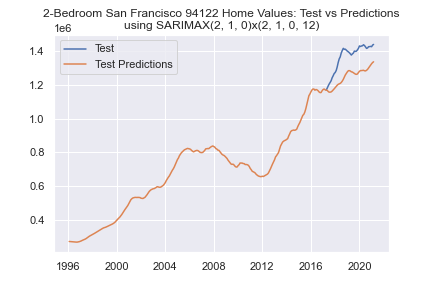 2-Bedroom San Francisco 94122 Home Values: Test vs Predictions
using SARIMAX(2, 1, 0)x(2, 1, 0, 12)
1e6
Test
Test Predictions
1.4
1.2
1.0
0.8
0.6
0.4
1996 2000 2004 2008 2012 2016 2020